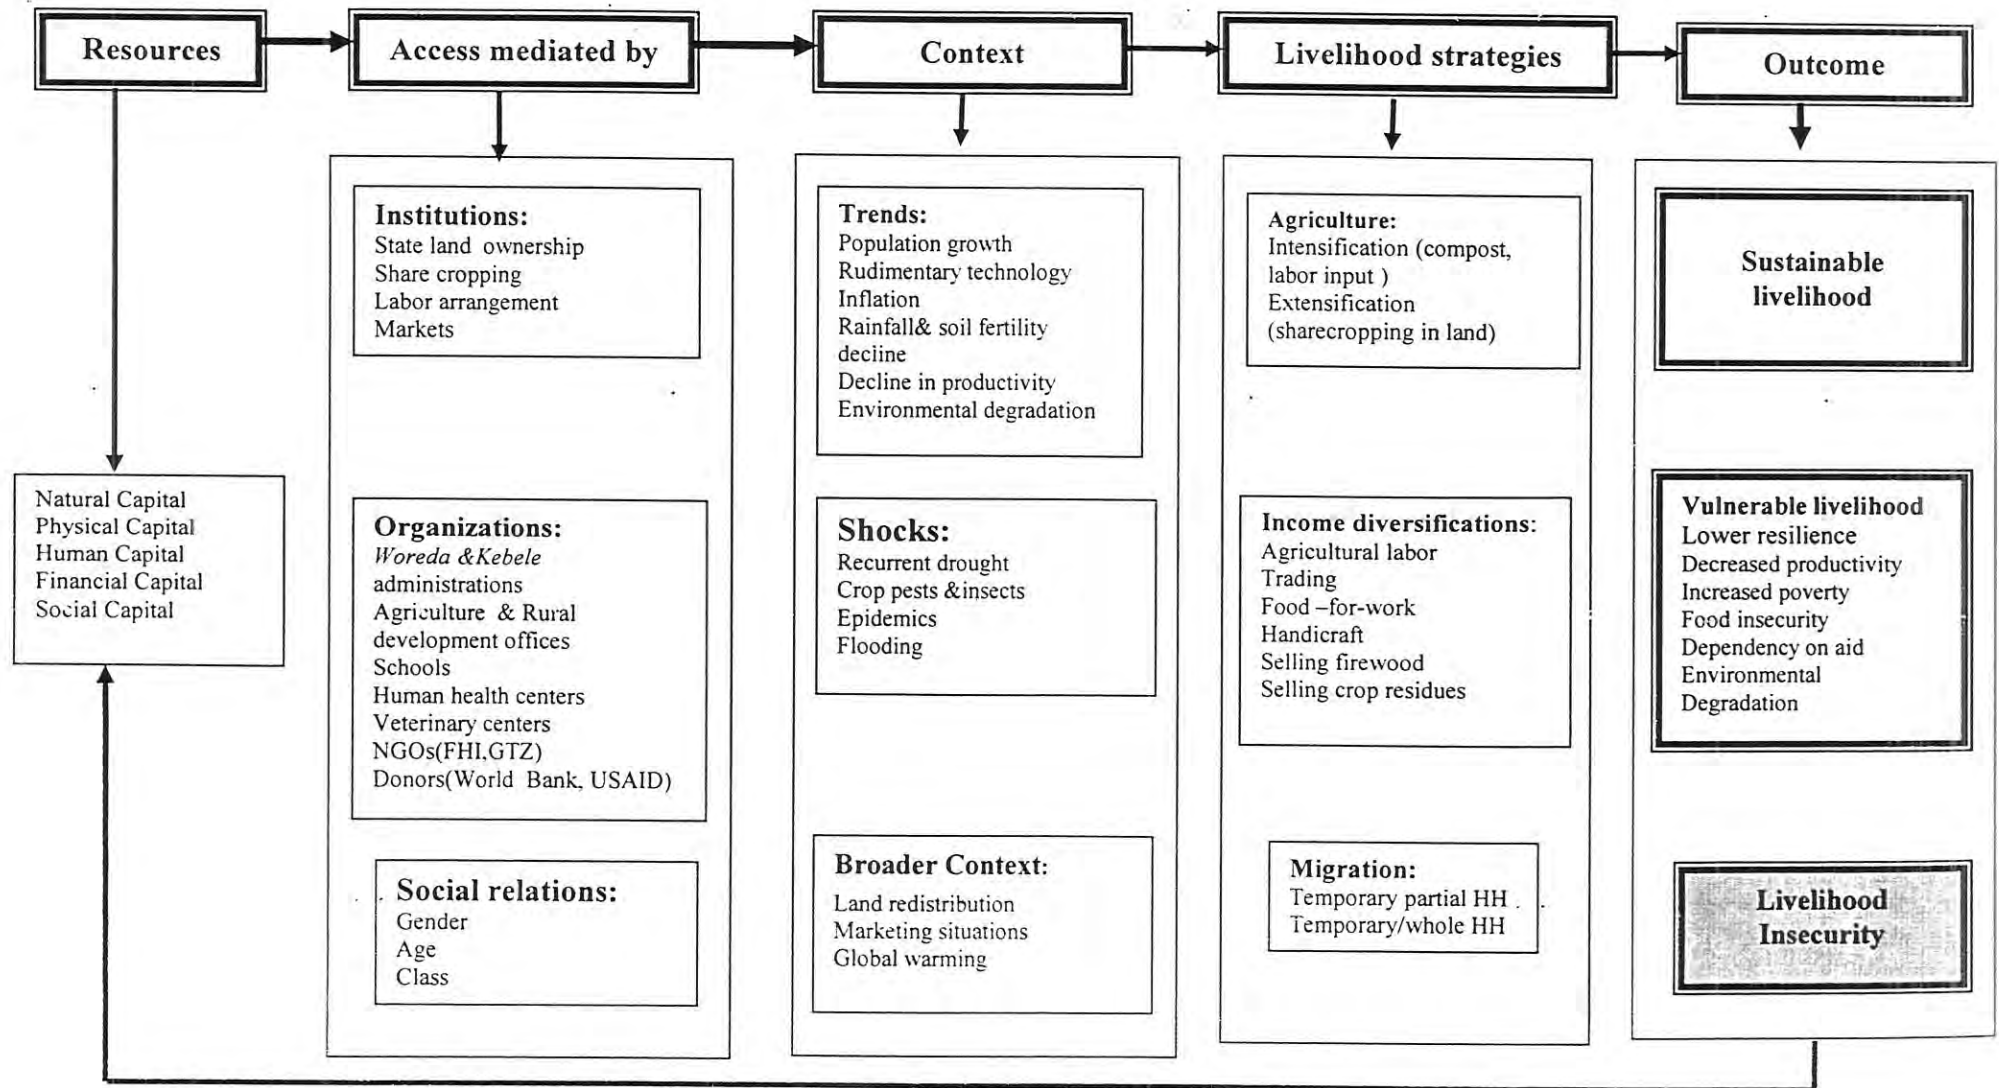 Resources
Access mediated by
Context
Livelihood strategies
Outcome
Natural Capital
Physical Capital
Human Capital
Financial Capital
Social Capital
Institutions:
State land ownership
Share cropping
Labor arrangement
Markets
Organizations:
Woreda &Kebele
administrations
Agriculture & Rural
development offices
Schools
Human health centers
Veterinary centers
NGOs(FHI,GTZ)
Donors(World Bank, USAID)
Social relations:
Gender
Age
Class
Trends:
Population growth
Rudimentary technology
Inflation
Rainfall& soil fertility
decline
Decline in productivity
Environmental degradation
Shocks:
Recurrent drought
Crop pests &insects
Epidemics
Flooding
Broader Context:
Land redistribution
Marketing situations
Global warming
Agriculture:
Intensification (compost,
labor input )
Extensification
(sharecropping in land)
Income diversifications:
Agricultural labor
Trading
Food –for-work
Handicraft
Selling firewood
Selling crop residues
Migration:
Temporary partial HH
Temporary/whole HH
Sustainable
livelihood
Vulnerable livelihood
Lower resilience
Decreased productivity
Increased poverty
Food insecurity
Dependency on aid
Environmental
Degradation
Livelihood
Insecurity